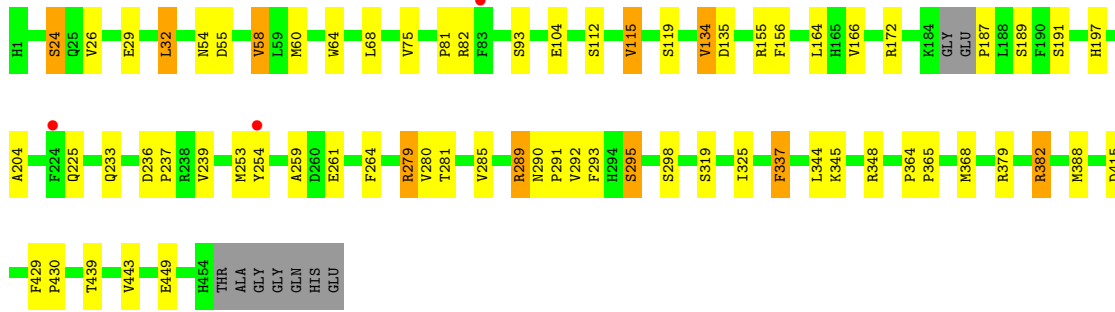 H1 S24 Q25 V26 E29 L32 N54 D55 V58 L59 M60 W64 L68 V75 P81 R82 F83 S93 E104 S112 V115 S119 V134 D135 R155 F156 L164 H165 V166 R172 K184 GLY GLU P187 L188 S189 F190 S191 H197
A204 F224 Q225 Q233 D236 P237 R238 V239 M253 Y254 A259 D260 E261 F264 R279 V280 T281 V285 R289 N290 P291 V292 F293 H294 S295 S298 S319 I325 F337 L344 K345 R348 P364 P365 M368 R379 R382 M388
F429 P430 T439 V443 E449 H454 THR ALA GLY GLY GLN HIS GLU